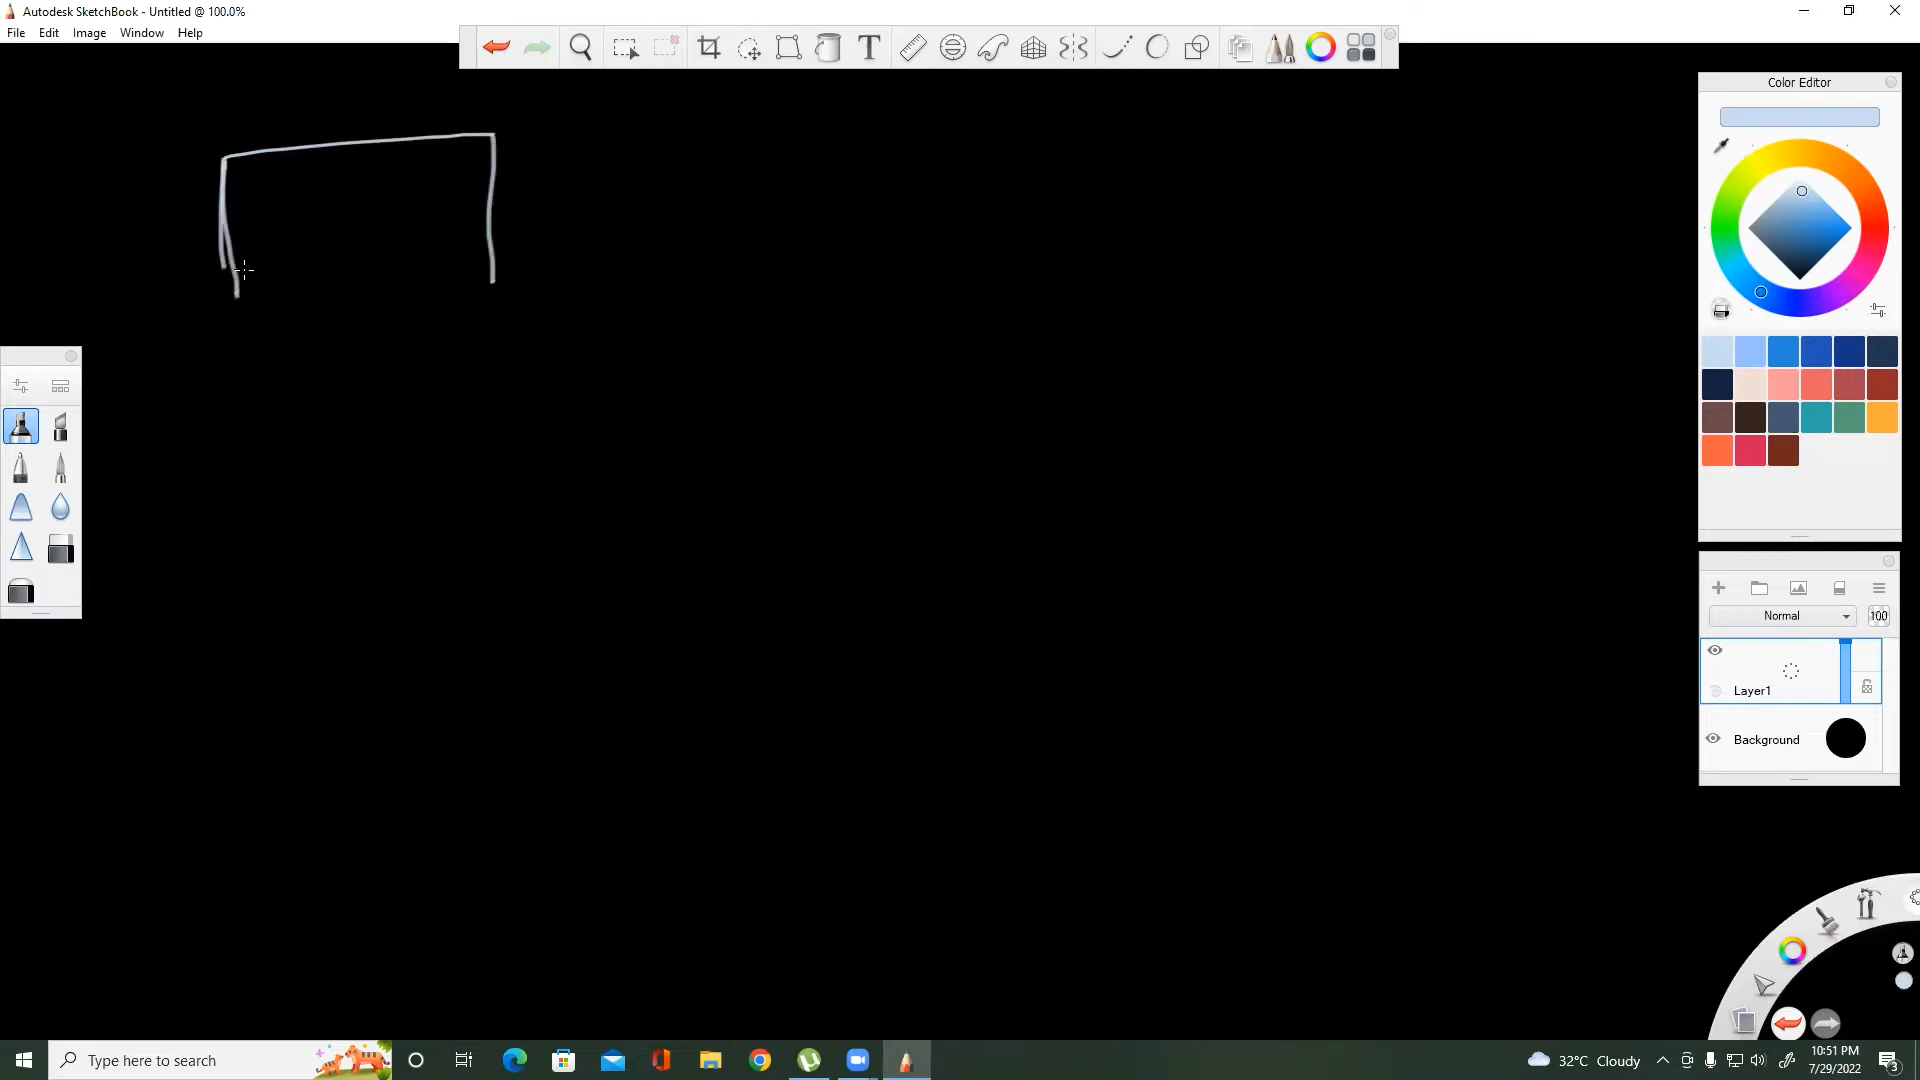 Autodesk SketchBook - Untitled @ 100.0%
File Edit Image Window Help
T
Color Editor
Normal 100
Layer1
Background
Type here to search
32°C Cloudy
10:51 PM
7/29/2022
3